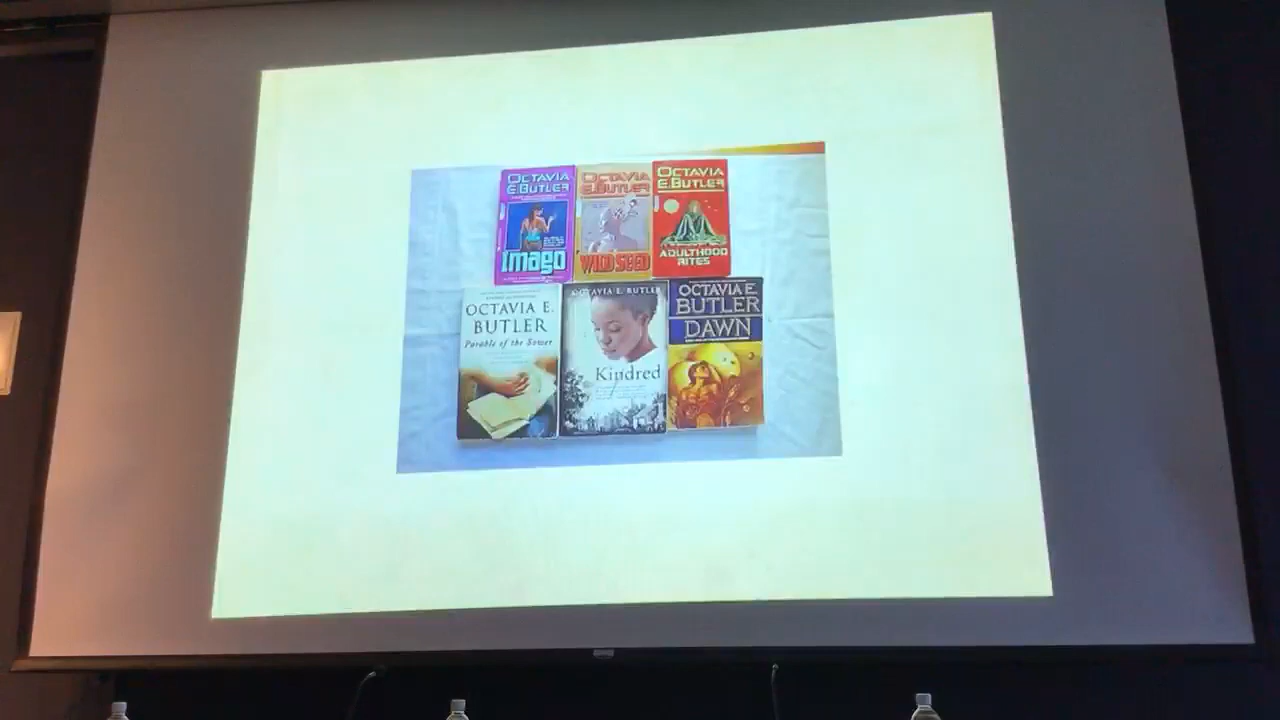 OCTAVIA
E. BUTLER
Imago
OCTAVIA
E. BUTLER
WILD SEED
OCTAVIA
E. BUTLER
ADULTHOOD
RITES
OCTAVIA E.
BUTLER
Parable of the Sower
OCTAVIA E. BUTLER
Kindred
OCTAVIA E.
BUTLER
DAWN